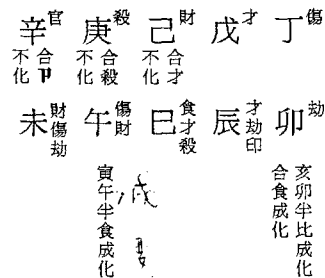 丁傷
卯劫
亥卯半比成化
合食成化
戊才
辰才劫印
己財
合才
不化
巳食才殺
庚殺
合殺
不化
午傷財
寅午半食成化
辛官
合
不化
未財傷劫